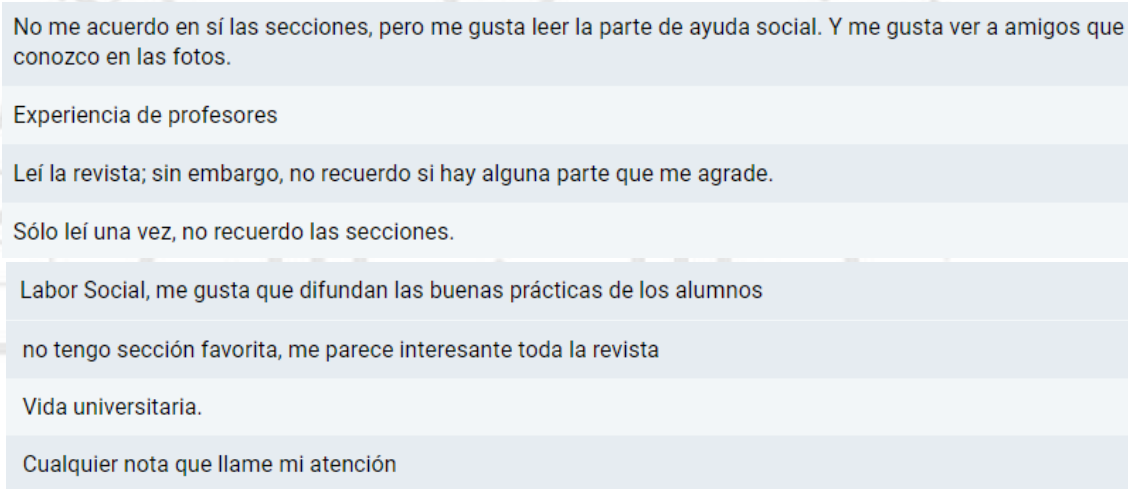 No me acuerdo en sí las secciones, pero me gusta leer la parte de ayuda social. Y me gusta ver a amigos que
conozco en las fotos.
Experiencia de profesores
Leí la revista; sin embargo, no recuerdo si hay alguna parte que me agrade.
Sólo leí una vez, no recuerdo las secciones.
Labor Social, me gusta que difundan las buenas prácticas de los alumnos
no tengo sección favorita, me parece interesante toda la revista
Vida universitaria.
Cualquier nota que llame mi atención